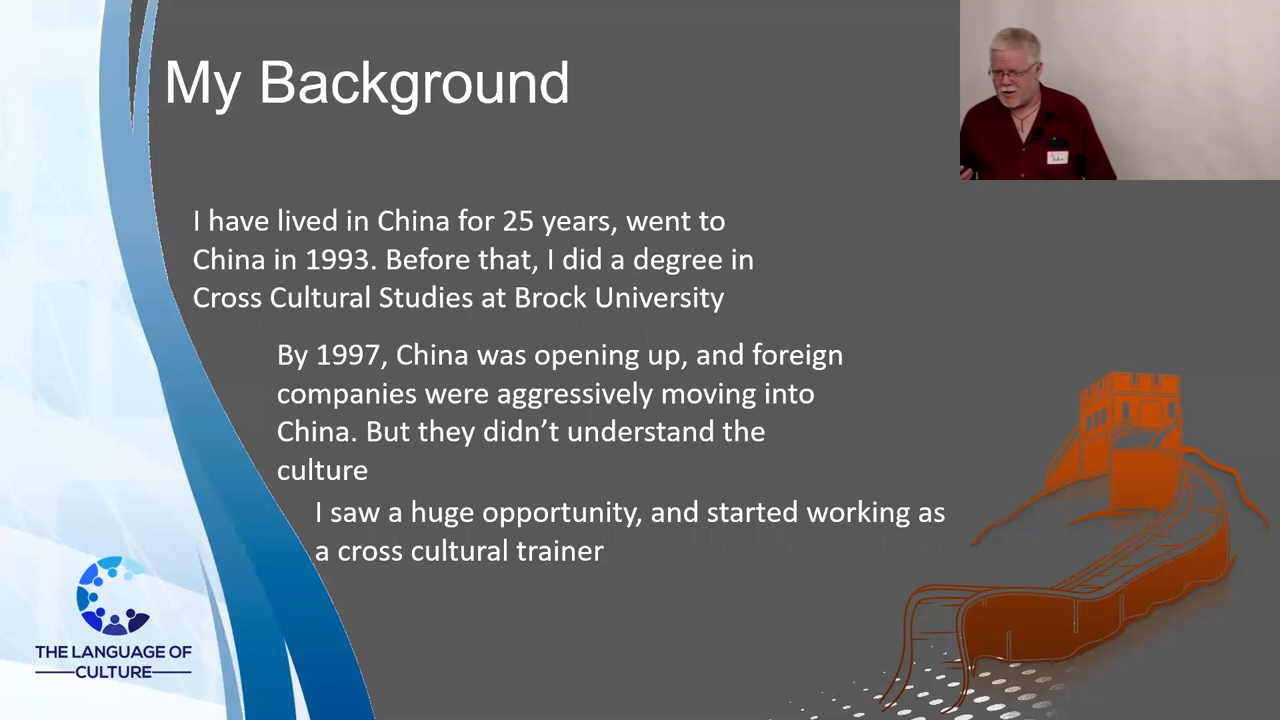 My Background
I have lived in China for 25 years, went to
China in 1993. Before that, I did a degree in
Cross Cultural Studies at Brock University
By 1997, China was opening up, and foreign
companies were aggressively moving into
China. But they didn’t understand the
culture
I saw a huge opportunity, and started working as
a cross cultural trainer
THE LANGUAGE OF
CULTURE